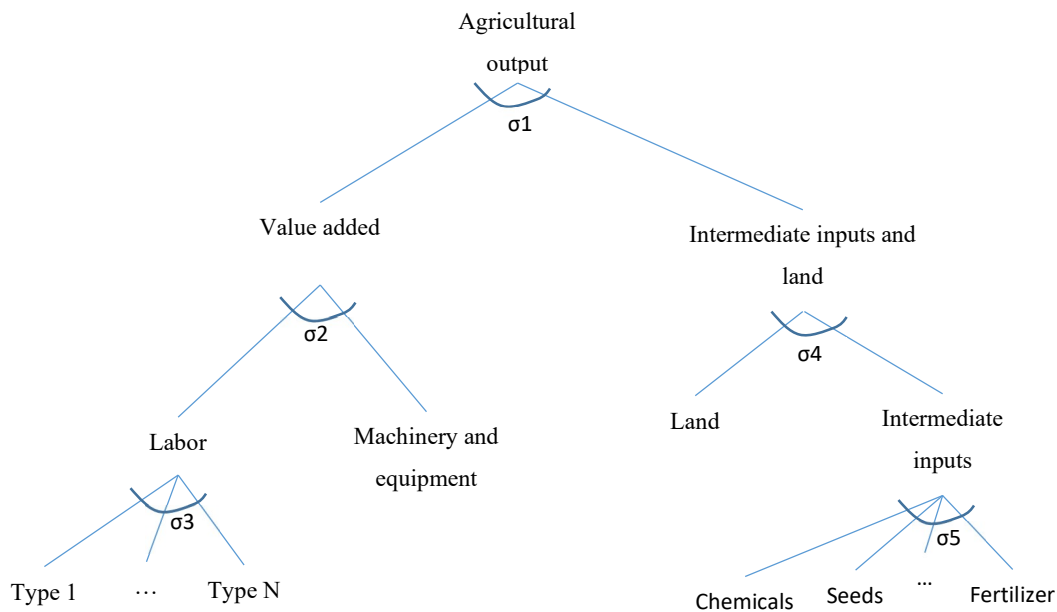 Agricultural
output
σ1
Value added
Intermediate inputs and
land
σ2
σ4
Labor
Machinery and
equipment
Land
Intermediate
inputs
σ3
σ5
Type 1
...
Type N
Chemicals
Seeds
...
Fertilizer